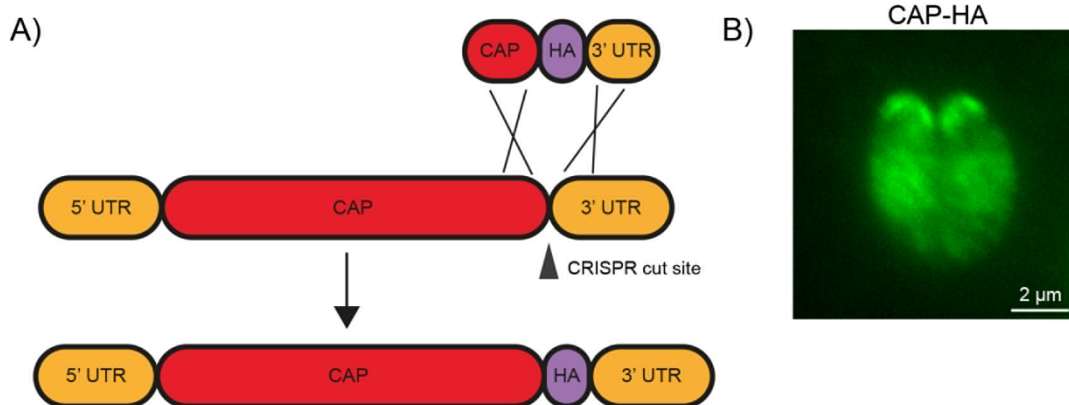 A)
CAP HA 3' UTR
5' UTR CAP 3' UTR
CRISPR cut site
5' UTR CAP HA 3' UTR
B)
CAP-HA
2 µm